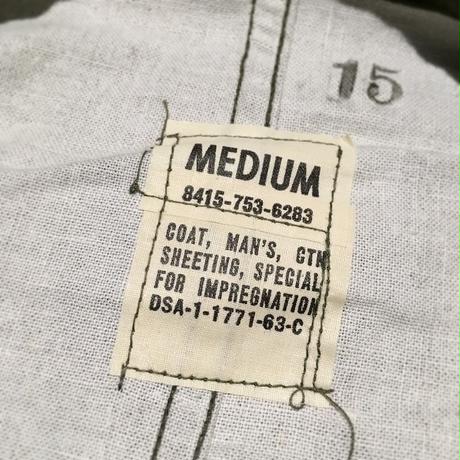 15
MEDIUM
8415-753-6283
COAT, MAN'S, CTN
SHEETING, SPECIAL
FOR IMPREGNATION
DSA-1-1771-63-C